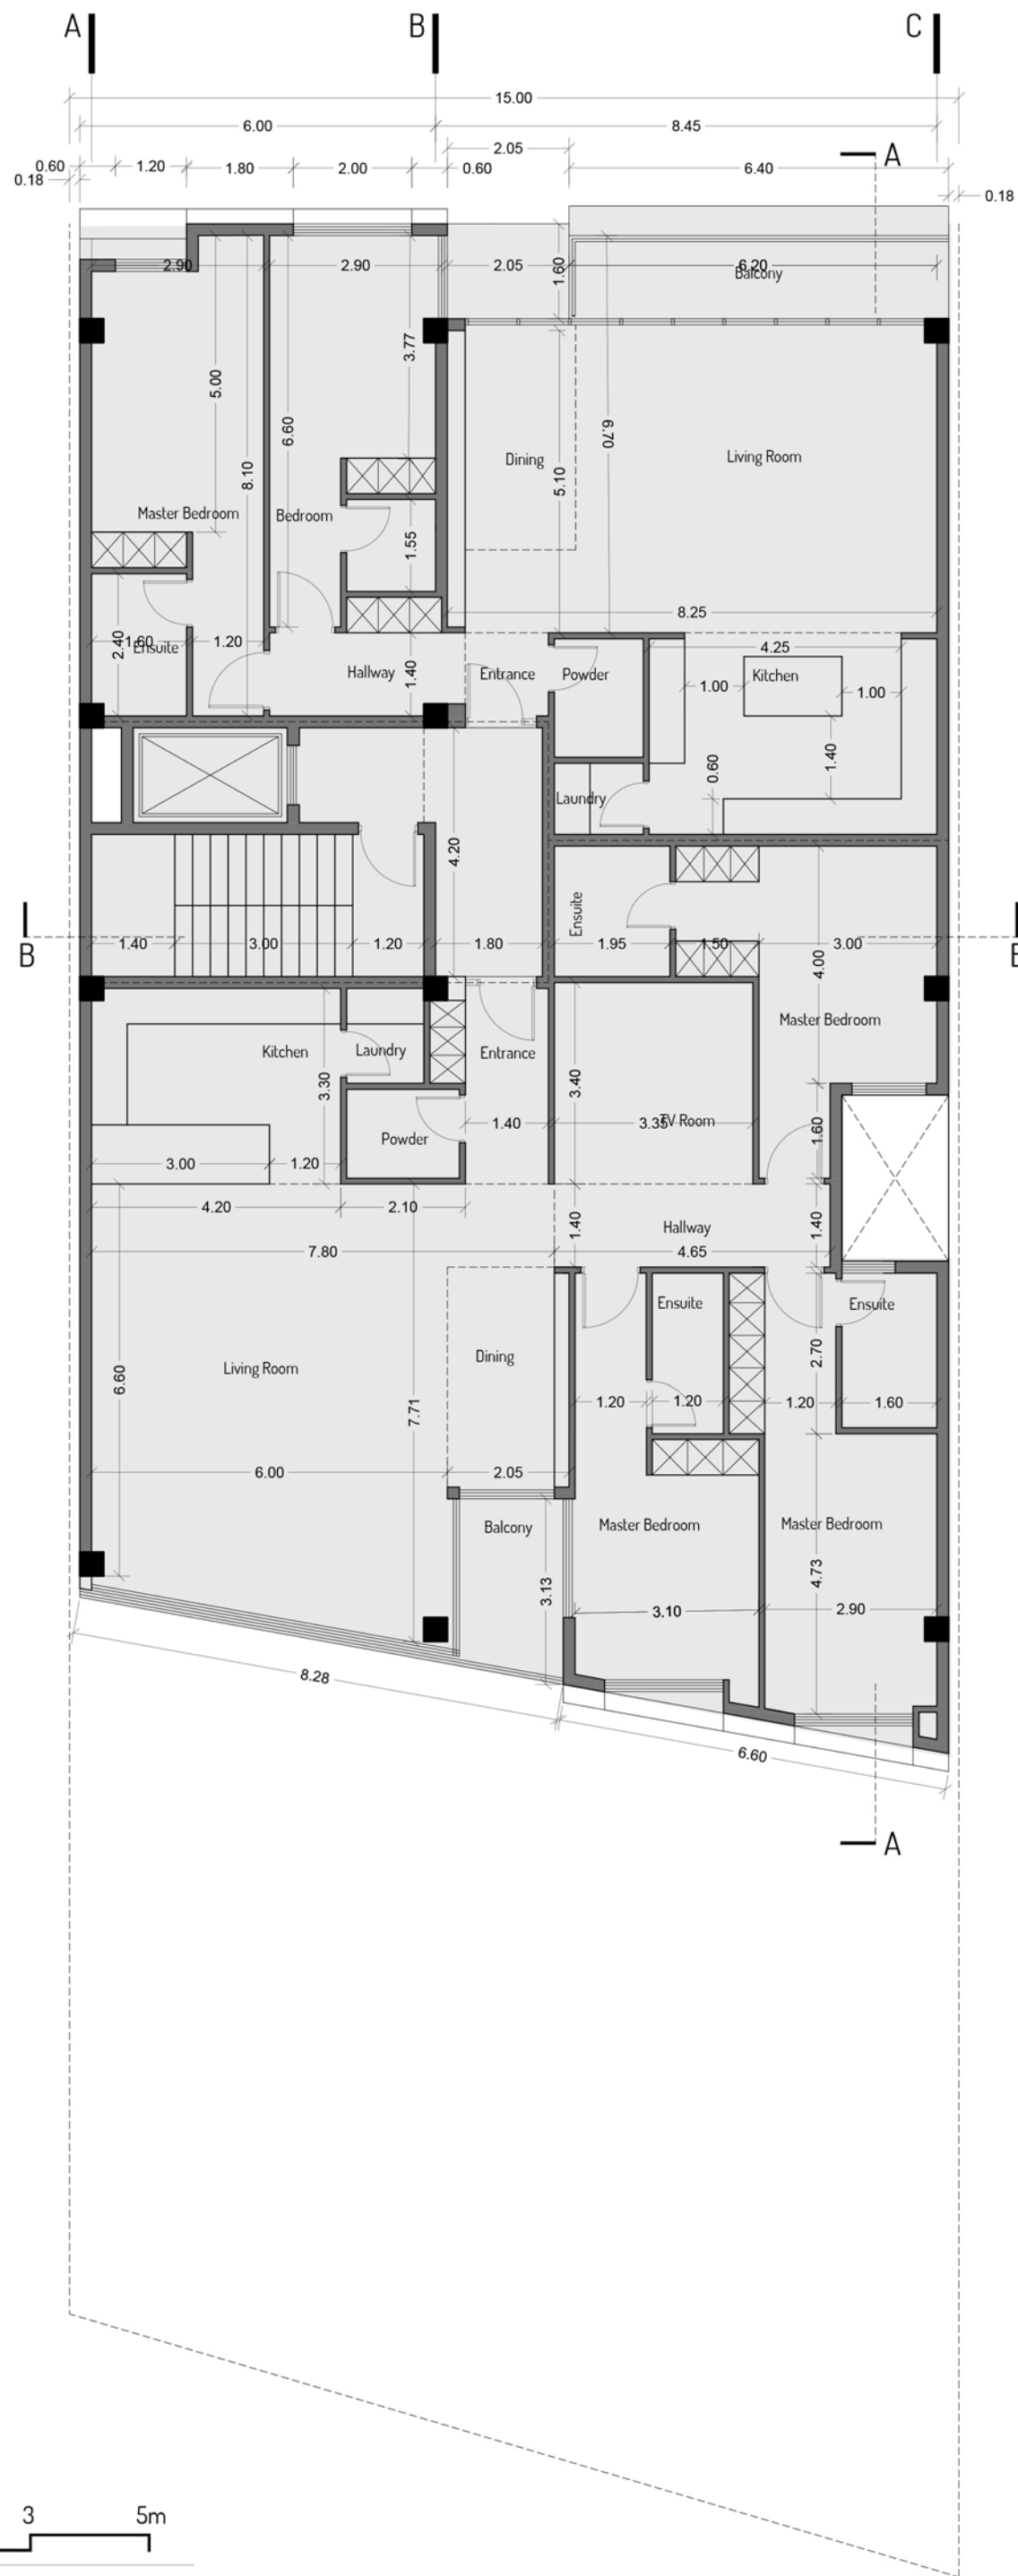 A B C
15.00
6.00 8.45
2.05
A
0.60 1.20 1.80 2.00 0.60 6.40
0.18 0.18
2.90 2.90 2.05 1.60 6.20
Balcony
3.77
5.00
6.60 6.70
Dining Living Room
8.10 5.10
Master Bedroom Bedroom
1.55
8.25
2.40 1.60 1.20
Ensuite 4.25
Hallway 1.40 Entrance Powder Kitchen
1.00 1.00
1.40
0.60
Laundry
4.20
Ensuite
B 1.40 3.00 1.20 1.80 1.95 1.50 3.00
4.00
Master Bedroom
Kitchen Laundry Entrance
3.30 3.40
1.40 3.35 TV Room
1.60
Powder
3.00 1.20
4.20 2.10
1.40 Hallway 1.40
7.80 4.65
Ensuite Ensuite
Living Room Dining 2.70
6.60
7.71 1.20 1.20 1.20 1.60
6.00 2.05
Balcony Master Bedroom Master Bedroom
3.13 4.73
3.10 2.90
8.28
6.60
A
3 5m